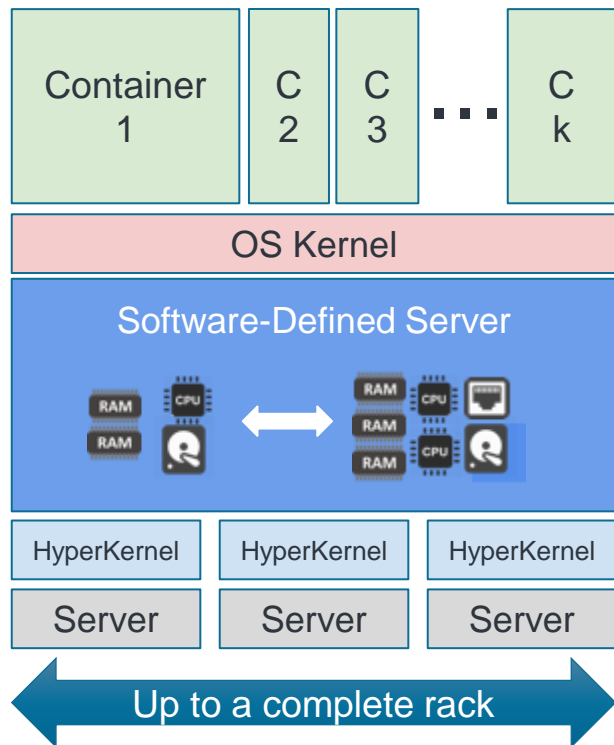 Container C C C
1 2 3 ... k
OS Kernel
Software-Defined Server
RAM CPU RAM CPU
RAM RAM
RAM CPU
HyperKernel HyperKernel HyperKernel
Server Server Server
Up to a complete rack